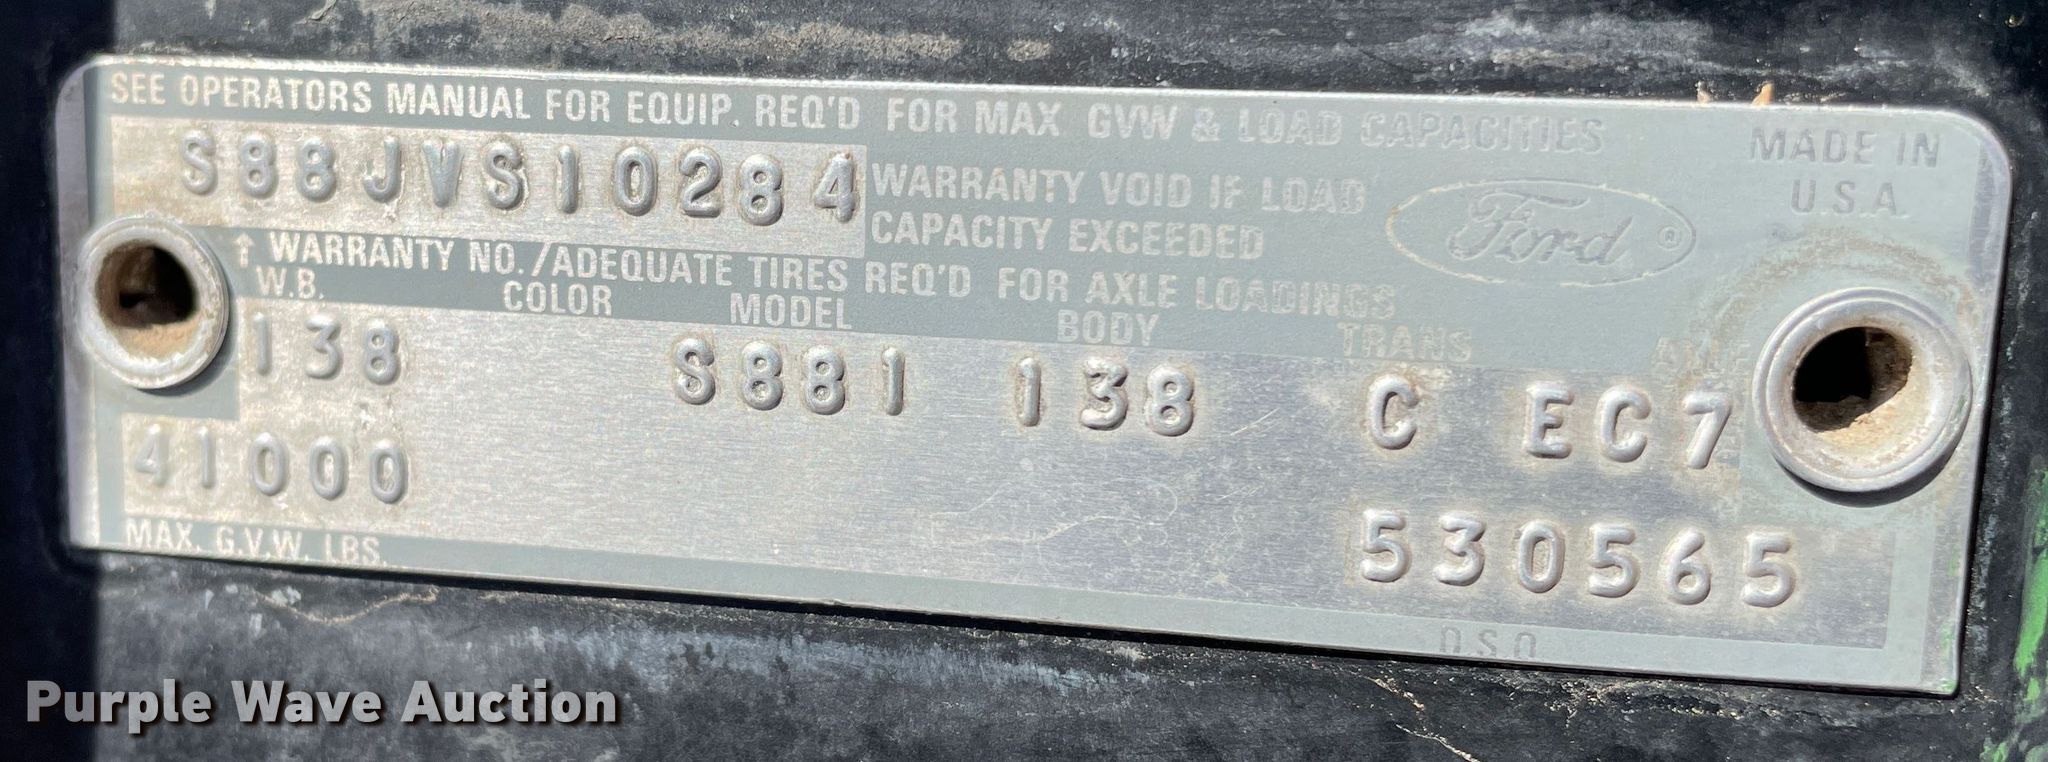 SEE OPERATORS MANUAL FOR EQUIP. REQ'D FOR MAX GVW & LOAD CAPACITIES
S88JVS10284
WARRANTY VOID IF LOAD
CAPACITY EXCEEDED
Ford ®
MADE IN
U.S.A.
↑ WARRANTY NO./ADEQUATE TIRES REQ'D FOR AXLE LOADINGS
W.B. COLOR MODEL BODY TRANS
138 S881 138 C EC7
41000
530565
MAX. G.V.W. LBS.
D.S.O.
Purple Wave Auction